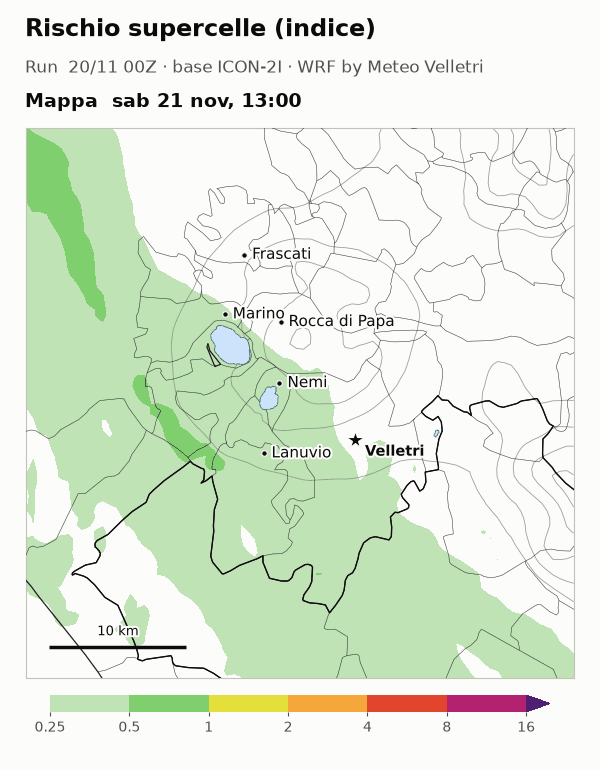 Rischio supercelle (indice)
Run  20/11 00Z · base ICON-2I · WRF by Meteo Velletri
Mappa  sab 21 nov, 13:00
Frascati
Marino
Rocca di Papa
Nemi
Velletri
Lanuvio
10 km
0.25 0.5 1 2 4 8 16